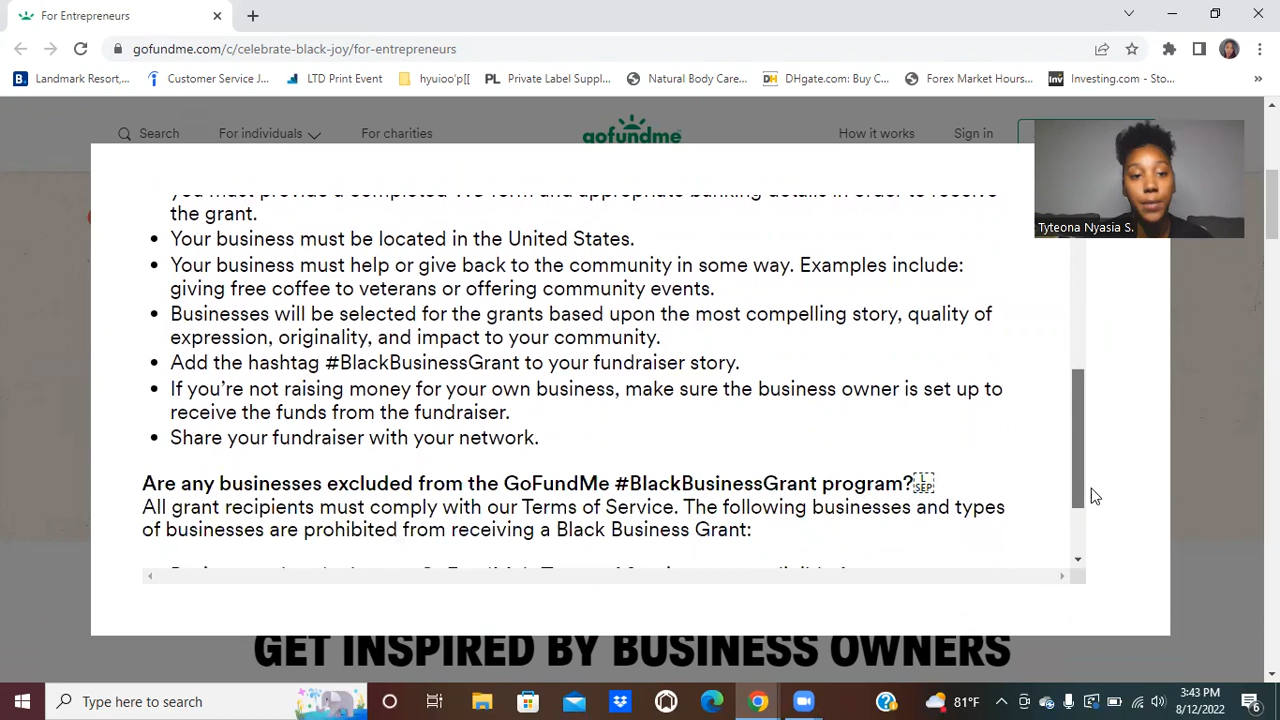 For Entrepreneurs
gofundme.com/c/celebrate-black-joy/for-entrepreneurs
Landmark Resort,...
Customer Service J...
LTD Print Event
hyuioo'p[[
PL Private Label Suppl...
Natural Body Care...
DH DHgate.com: Buy C...
Forex Market Hours...
Inv Investing.com - Sto...
Search
For individuals
For charities
gofundme
How it works
Sign in
Tyteona Nyasia S.
the grant.
• Your business must be located in the United States.
• Your business must help or give back to the community in some way. Examples include:
giving free coffee to veterans or offering community events.
• Businesses will be selected for the grants based upon the most compelling story, quality of
expression, originality, and impact to your community.
• Add the hashtag #BlackBusinessGrant to your fundraiser story.
• If you’re not raising money for your own business, make sure the business owner is set up to
receive the funds from the fundraiser.
• Share your fundraiser with your network.
Are any businesses excluded from the GoFundMe #BlackBusinessGrant program?
All grant recipients must comply with our Terms of Service. The following businesses and types
of businesses are prohibited from receiving a Black Business Grant:
GET INSPIRED BY BUSINESS OWNERS
Type here to search
81°F
3:43 PM
8/12/2022
6